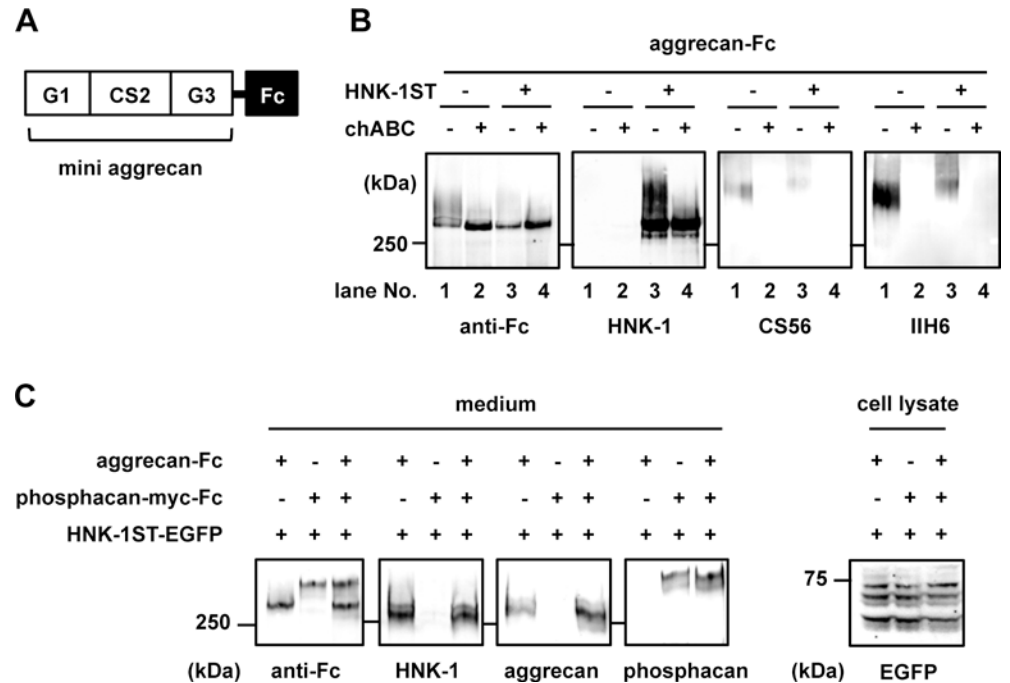 A
G1 CS2 G3 Fc
mini aggrecan
B
aggrecan-Fc
HNK-1ST - + - + - + - +
chABC - + - + - + - + - + - + - + - +
(kDa)
250
lane No. 1 2 3 4 1 2 3 4 1 2 3 4 1 2 3 4
anti-Fc HNK-1 CS56 IIH6
C
medium cell lysate
aggrecan-Fc + - + + - + + - + + - + + - +
phosphacan-myc-Fc - + + - + + - + + - + + - + +
HNK-1ST-EGFP + + + + + + + + + + + + + + +
75
250
(kDa) anti-Fc HNK-1 aggrecan phosphacan (kDa) EGFP